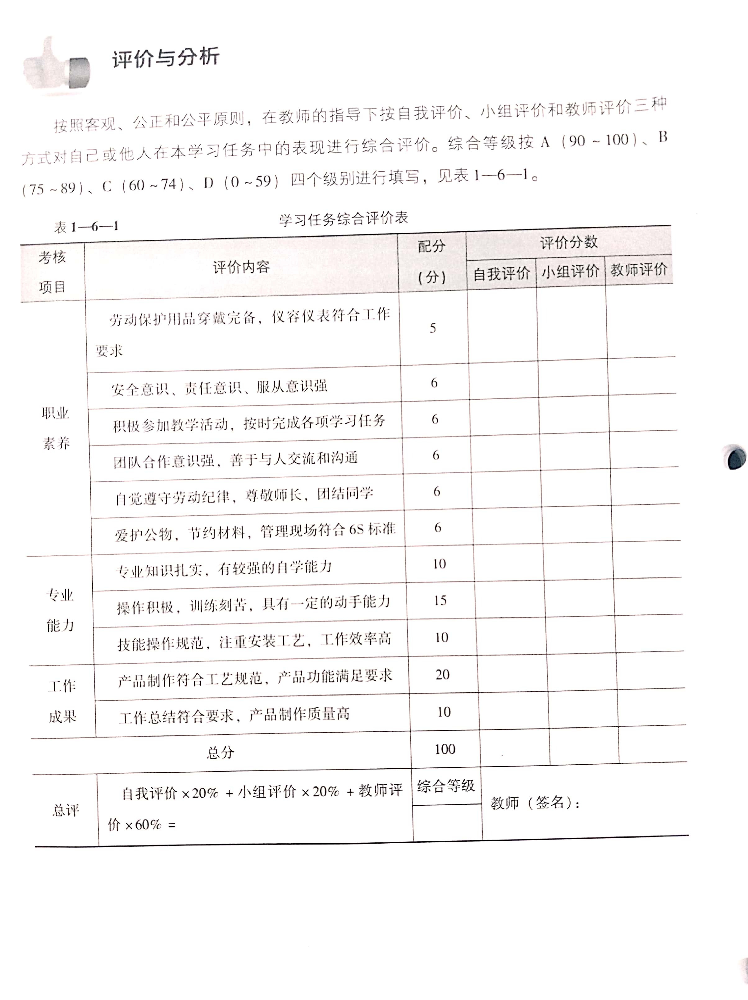 评价与分析
按照客观、公正和公平原则，在教师的指导下按自我评价、小组评价和教师评价三种
方式对自己或他人在本学习任务中的表现进行综合评价。综合等级按 A（90 ~ 100）、B
（75 ~ 89）、C（60 ~ 74）、D（0 ~ 59）四个级别进行填写，见表 1—6—1。
表 1—6—1 学习任务综合评价表
考核
项目
评价内容
配分
（分）
评价分数
自我评价 小组评价 教师评价
职业
素养
劳动保护用品穿戴完备，仪容仪表符合工作
要求
5
安全意识、责任意识、服从意识强 6
积极参加教学活动，按时完成各项学习任务 6
团队合作意识强，善于与人交流和沟通 6
自觉遵守劳动纪律，尊敬师长，团结同学 6
爱护公物，节约材料，管理现场符合 6S 标准 6
专业
能力
专业知识扎实，有较强的自学能力 10
操作积极，训练刻苦，具有一定的动手能力 15
技能操作规范，注重安装工艺，工作效率高 10
工作
成果
产品制作符合工艺规范，产品功能满足要求 20
工作总结符合要求，产品制作质量高 10
总分 100
总评
自我评价 ×20% + 小组评价 ×20% + 教师评
价 ×60% =
综合等级
教师（签名）：